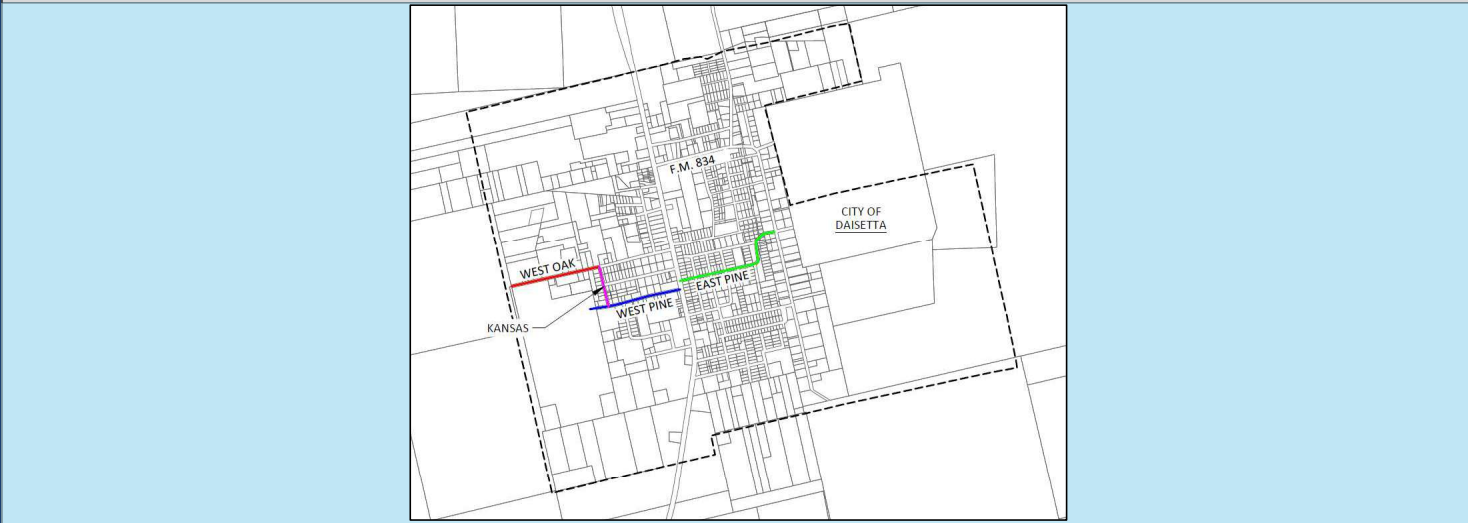 F.M. 834
CITY OF
DAISETTA
WEST OAK
EAST PINE
WEST PINE
KANSAS